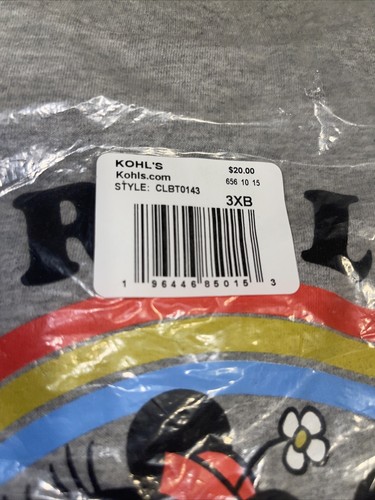 KOHL'S
$20.00
Kohls.com
656 10 15
STYLE: CLBT0143
3XB
1 96446 85015 3
R L